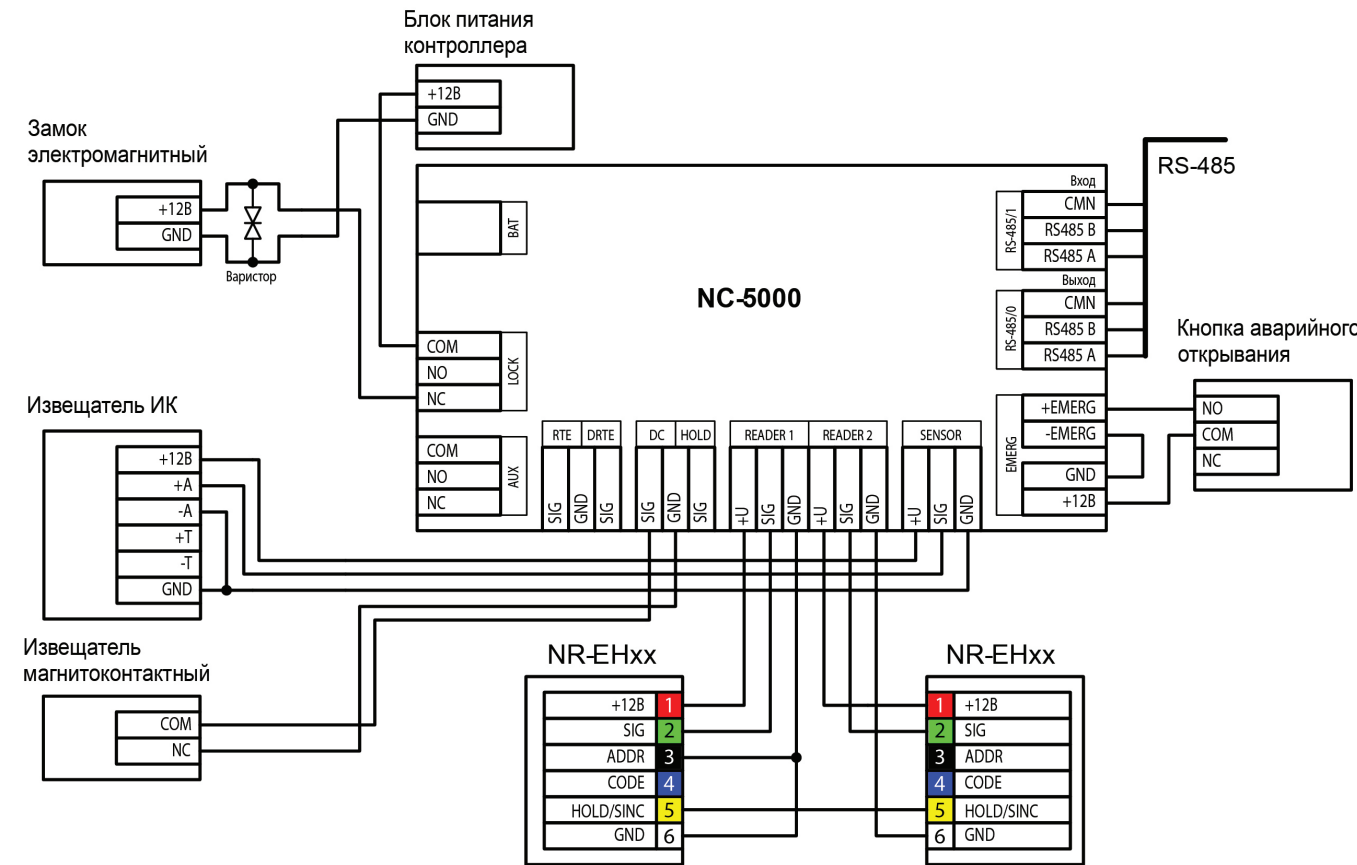 Блок питания
контроллера
+12В
GND
Замок
электромагнитный
+12В
GND
Варистор
NC-5000
BAT
COM
NO
NC
LOCK
COM
NO
NC
AUX
RTE
DRTE
DC
HOLD
READER 1
READER 2
SENSOR
SIG
GND
SIG
SIG
GND
SIG
+U
SIG
GND
+U
SIG
GND
+U
SIG
GND
Вход
RS-485/1
CMN
RS485 B
RS485 A
Выход
RS-485/0
CMN
RS485 B
RS485 A
EMERG
+EMERG
-EMERG
GND
+12В
RS-485
Кнопка аварийного
открывания
NO
COM
NC
Извещатель ИК
+12В
+A
-A
+T
-T
GND
Извещатель
магнитоконтактный
COM
NC
NR-EHxx
+12В 1
SIG 2
ADDR 3
CODE 4
HOLD/SINC 5
GND 6
NR-EHxx
1 +12В
2 SIG
3 ADDR
4 CODE
5 HOLD/SINC
6 GND